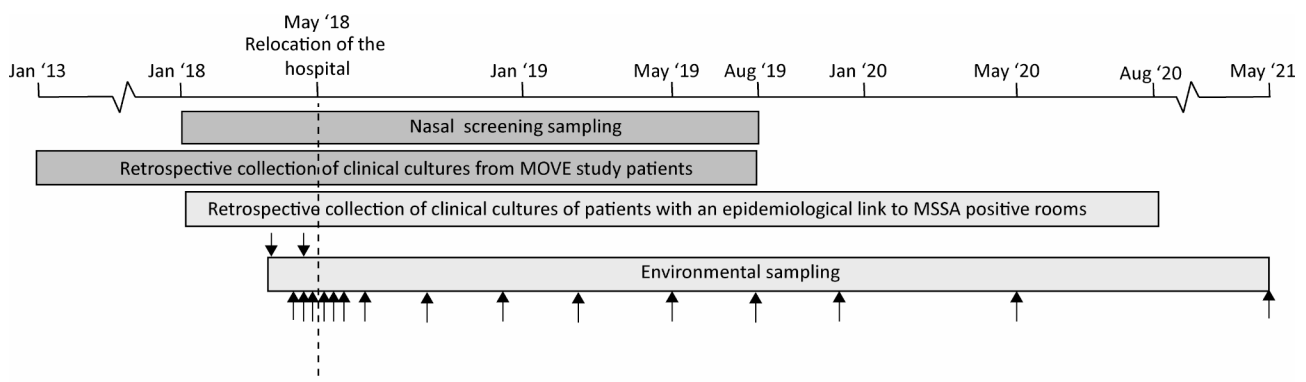 May ‘18
Relocation of the
hospital
Jan ‘13
Jan ‘18
Jan ‘19
May ‘19
Aug ‘19
Jan ‘20
May ‘20
Aug ‘20
May ‘21
Nasal screening sampling
Retrospective collection of clinical cultures from MOVE study patients
Retrospective collection of clinical cultures of patients with an epidemiological link to MSSA positive rooms
Environmental sampling